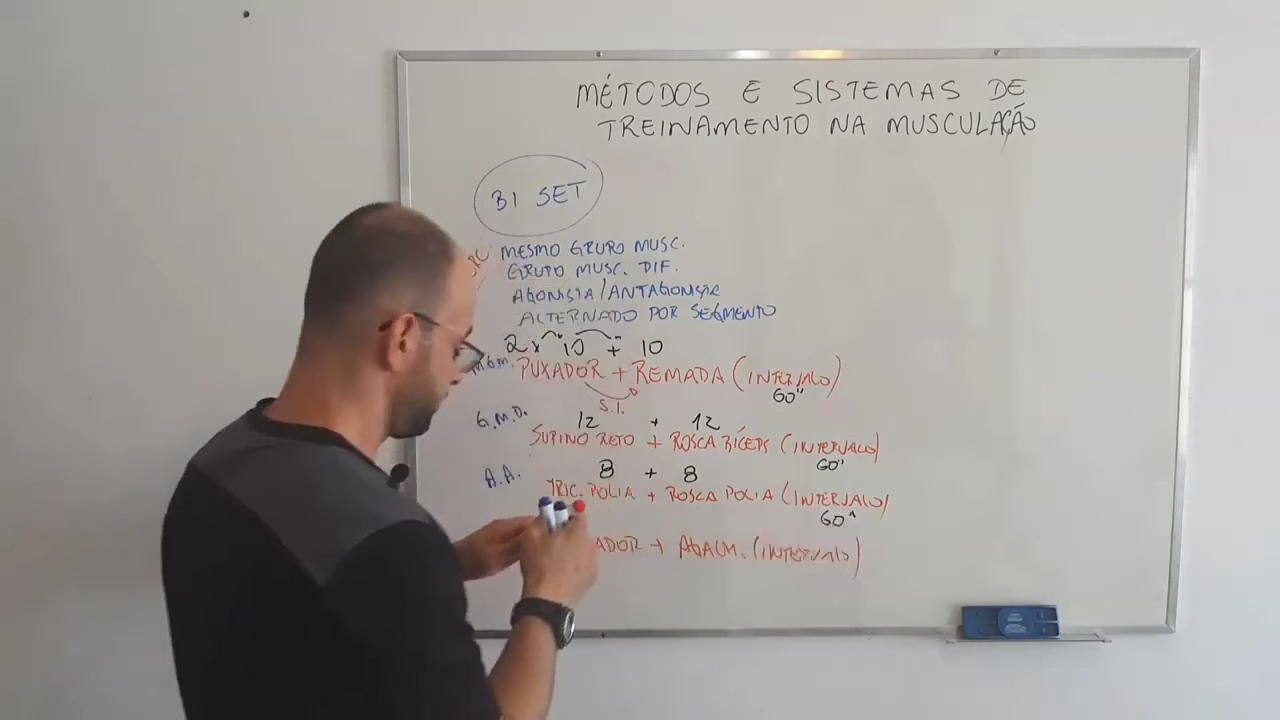 MÉTODOS E SISTEMAS DE
TREINAMENTO NA MUSCULAÇÃO
BI SET
MESMO GRUPO MUSC.
GRUPO MUSC. DIF.
AGONISTA/ANTAGONISTA
ALTERNADO POR SEGMENTO
2 x 10 + 10
M.G.M. PUXADOR + REMADA (INTERVALO)
60"
S.I.
12 + 12
G.M.D. SUPINO RETO + ROSCA BÍCEPS (INTERVALO)
60"
8 + 8
A.A. TRIC. POLIA + ROSCA POLIA (INTERVALO)
60"
ADOR + AGACH. (INTERVALO)